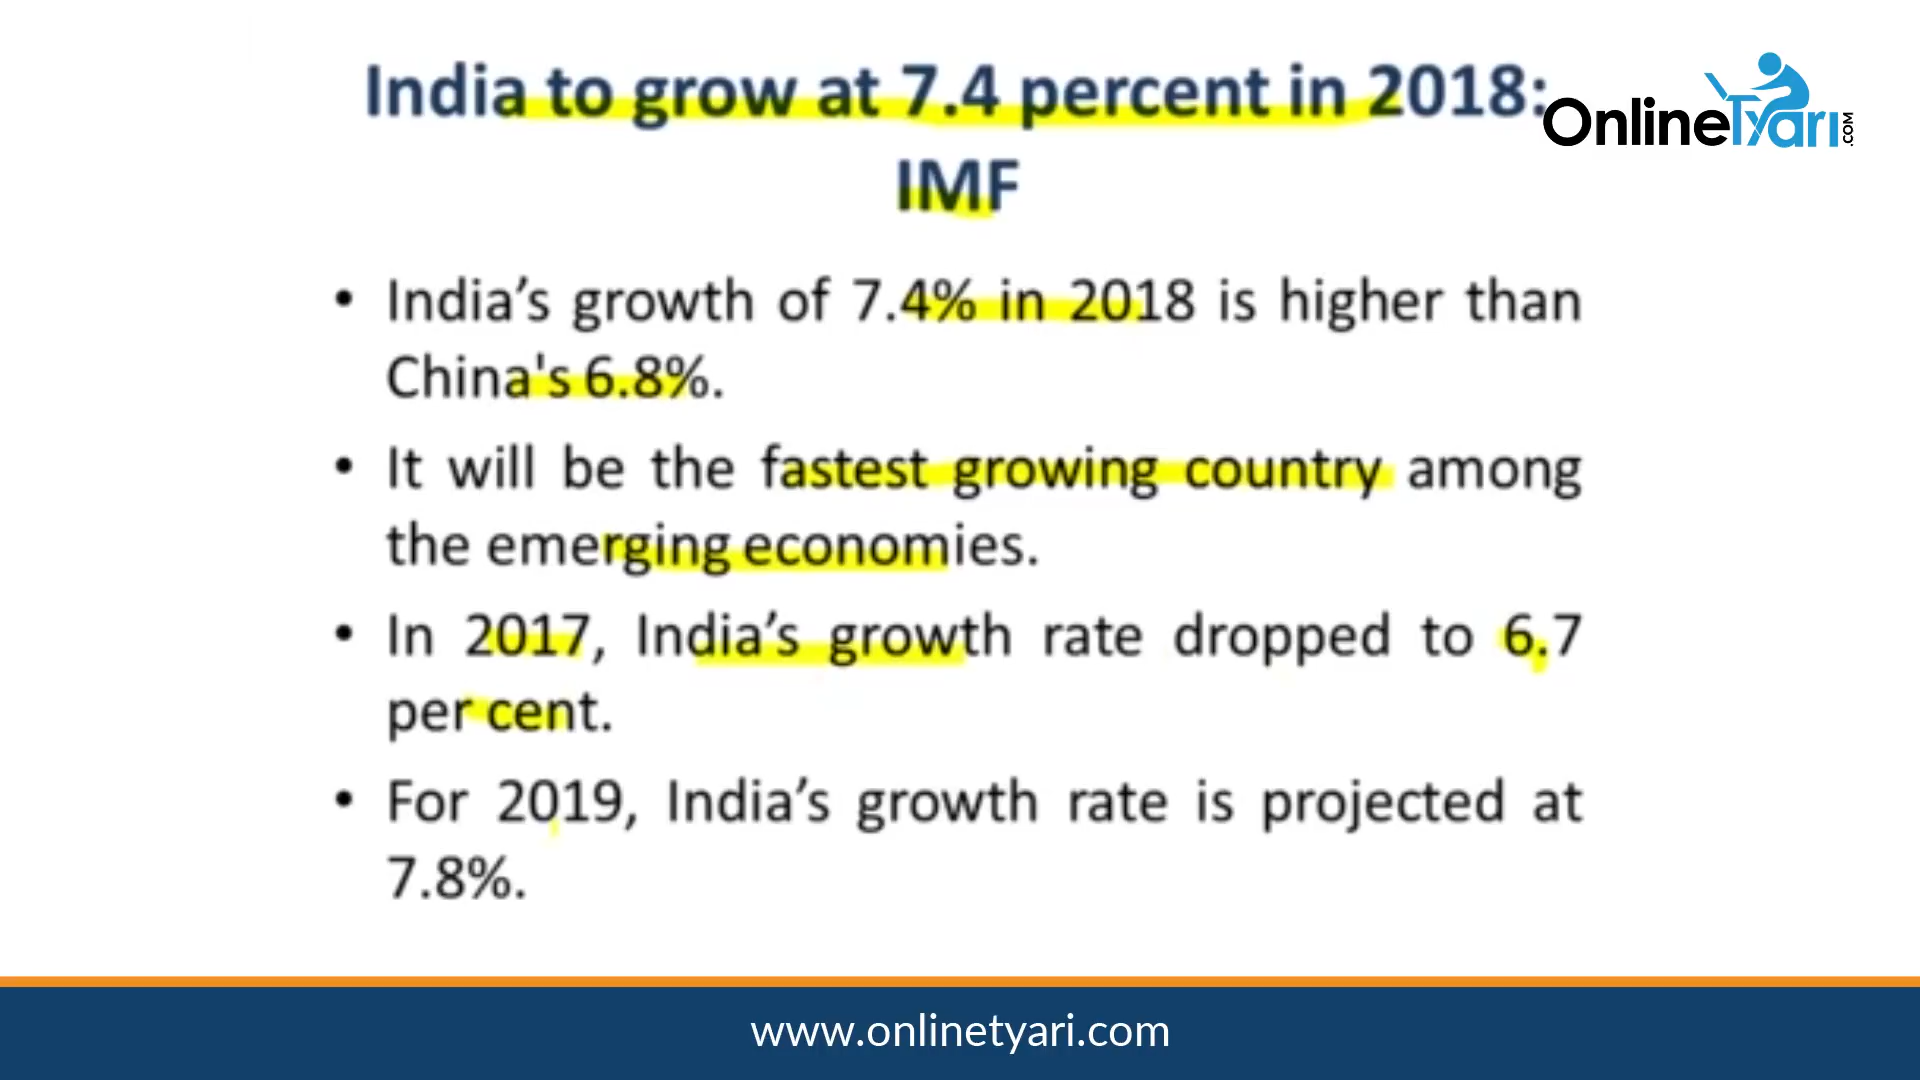 India to grow at 7.4 percent in 2018:
IMF
OnlineTyari.COM
• India’s growth of 7.4% in 2018 is higher than
China's 6.8%.
• It will be the fastest growing country among
the emerging economies.
• In 2017, India’s growth rate dropped to 6.7
per cent.
• For 2019, India’s growth rate is projected at
7.8%.
www.onlinetyari.com